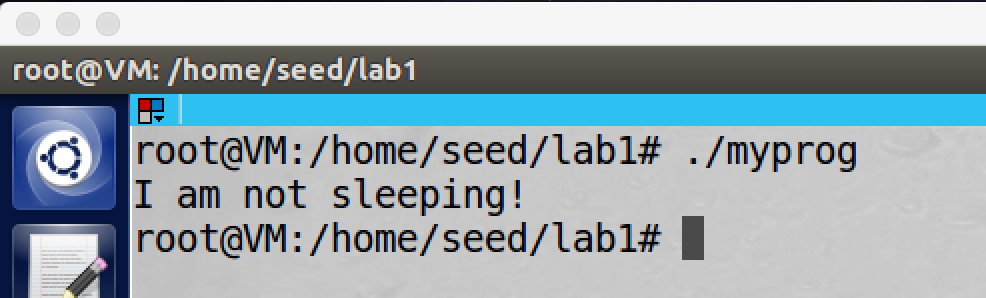 root@VM: /home/seed/lab1
root@VM:/home/seed/lab1# ./myprog
I am not sleeping!
root@VM:/home/seed/lab1#